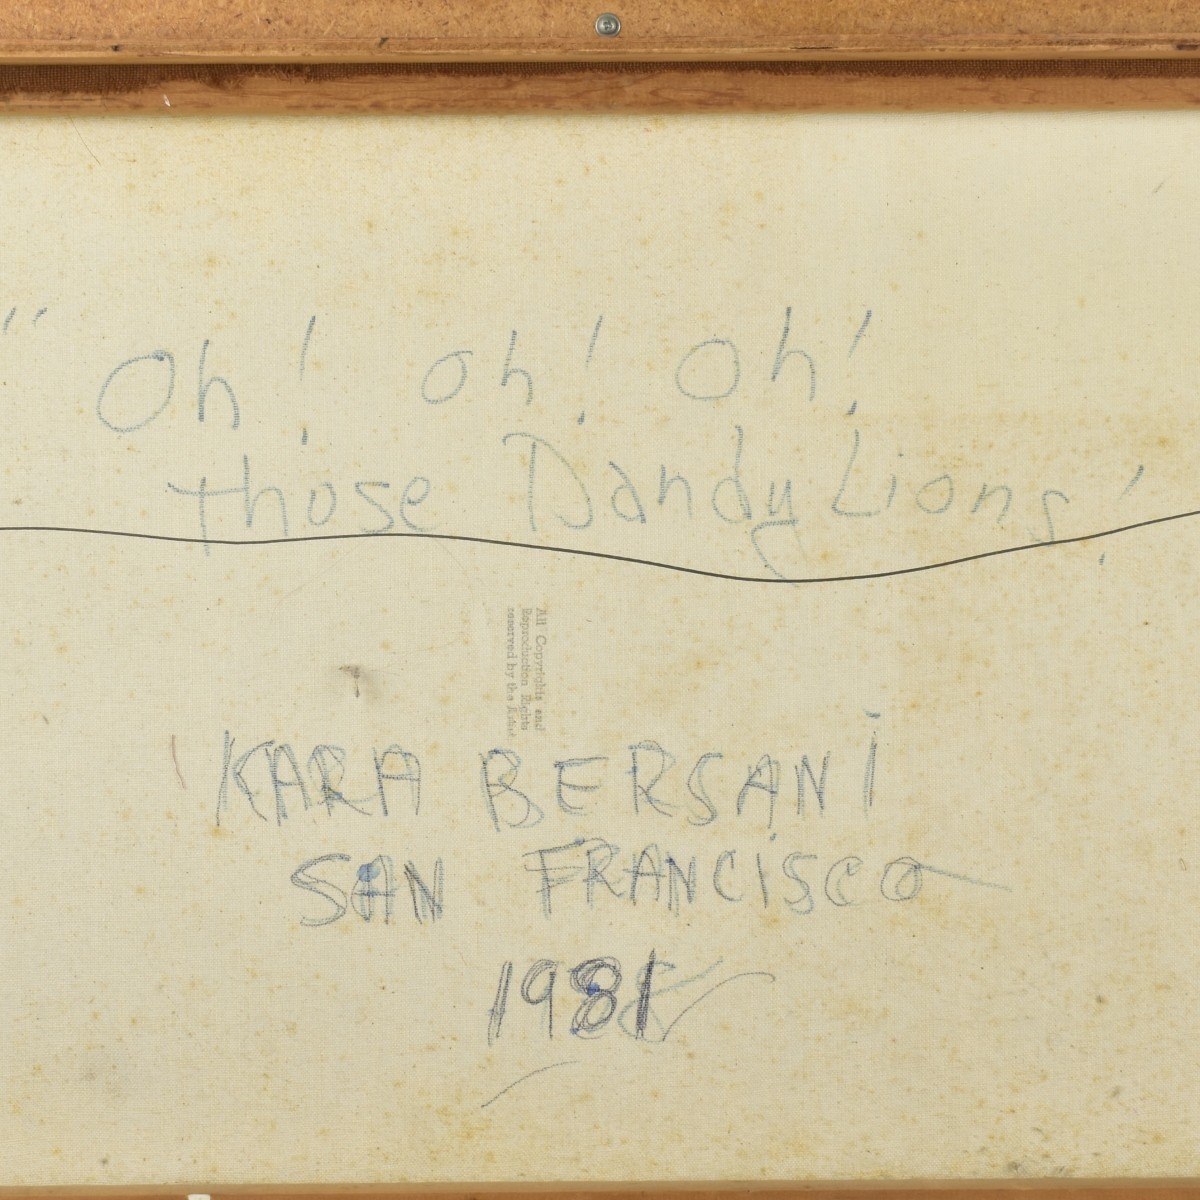 " Oh! oh! Oh!
those Dandy Lions!
All Copyrights and
Reproduction Rights
reserved by the Artist
KARA BERSANI
SAN FRANCISCO
1981